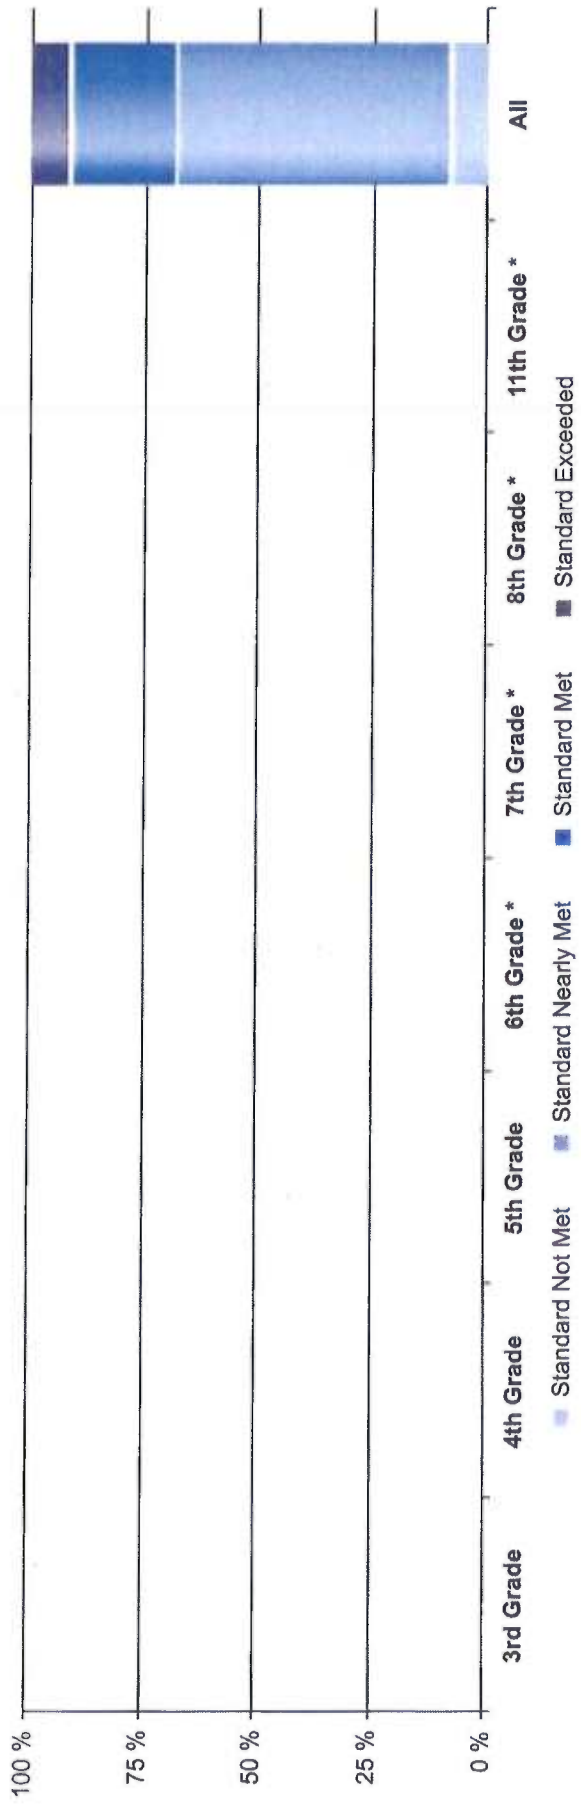 100 %
75 %
50 %
25 %
0 %
3rd Grade 4th Grade 5th Grade 6th Grade * 7th Grade * 8th Grade * 11th Grade * All
Standard Not Met Standard Nearly Met Standard Met Standard Exceeded